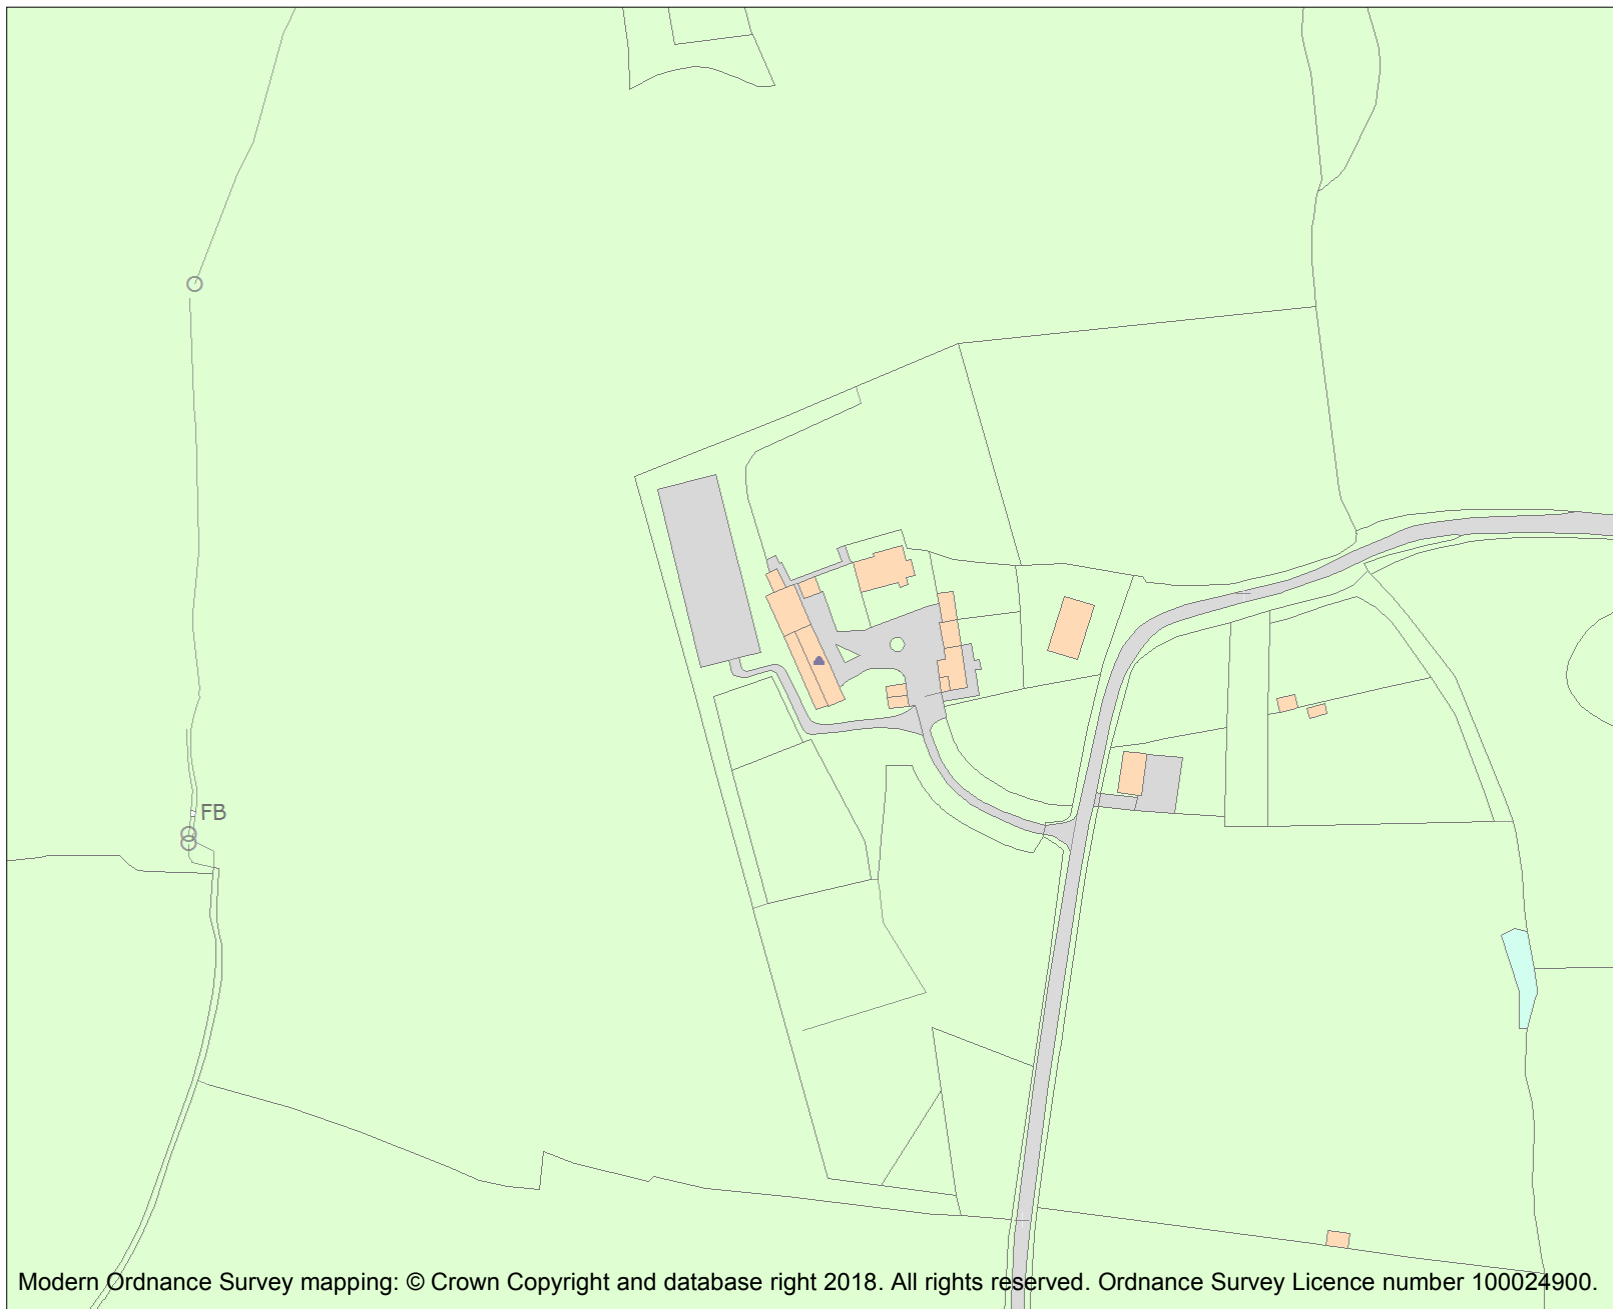 FB
Modern Ordnance Survey mapping: © Crown Copyright and database right 2018. All rights reserved. Ordnance Survey Licence number 100024900.